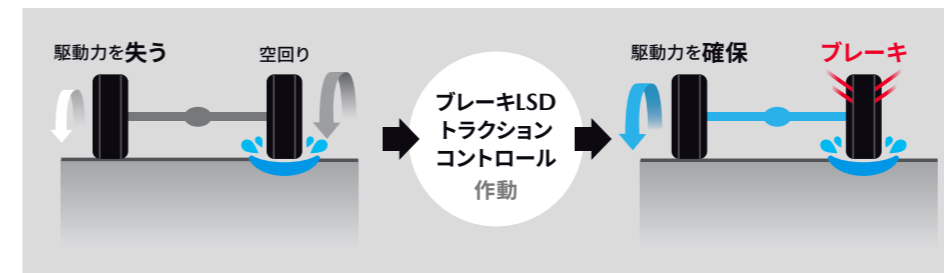 駆動力を失う
空回り
ブレーキLSD
トラクション
コントロール
作動
駆動力を確保
ブレーキ